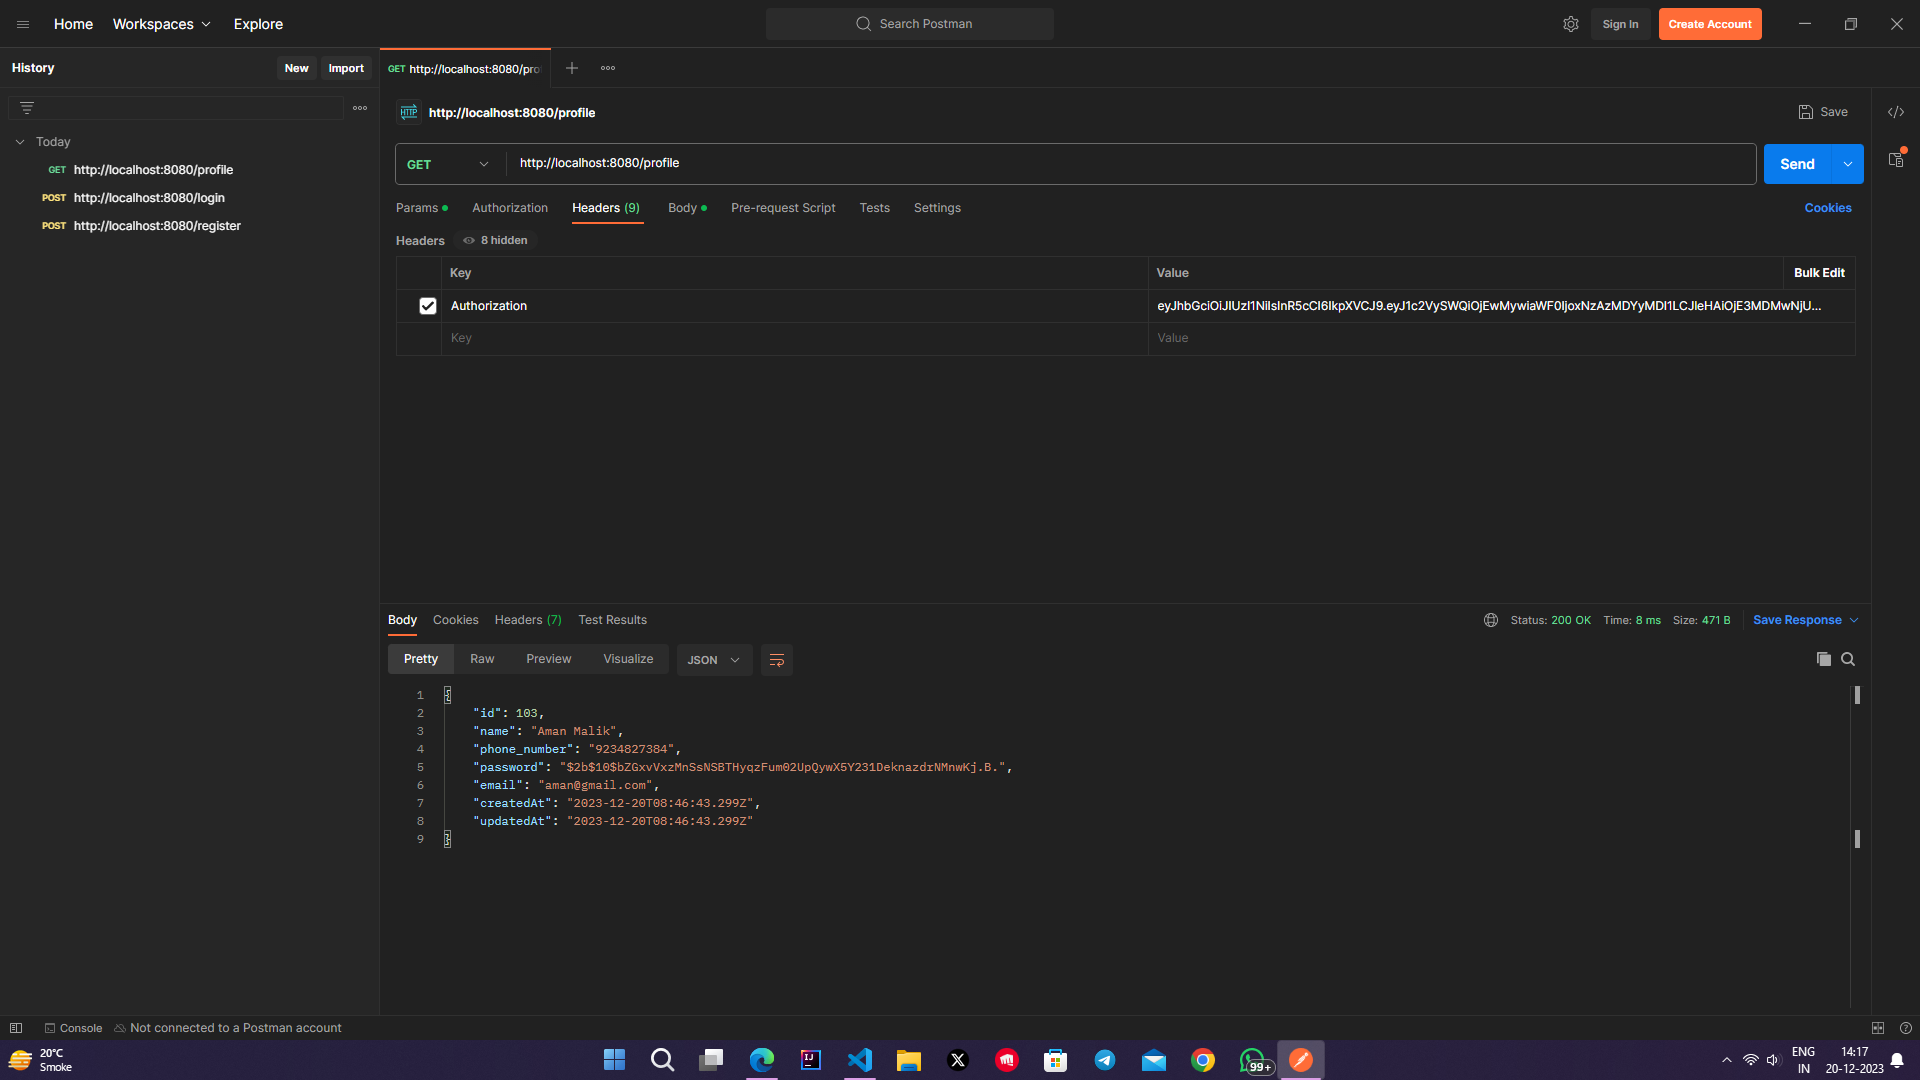 Home Workspaces Explore Search Postman Sign In Create Account
History New Import GET http://localhost:8080/pro
HTTP http://localhost:8080/profile Save
Today
GET http://localhost:8080/profile
POST http://localhost:8080/login
POST http://localhost:8080/register
GET http://localhost:8080/profile Send
Params Authorization Headers (9) Body Pre-request Script Tests Settings Cookies
Headers 8 hidden
Key Value Bulk Edit
Authorization eyJhbGciOiJIUzI1NiIsInR5cCI6IkpXVCJ9.eyJ1c2VySWQiOjEwMywiaWF0IjoxNzAzMDYyMDI1LCJleHAiOjE3MDMwNjU...
Key Value
Body Cookies Headers (7) Test Results Status: 200 OK Time: 8 ms Size: 471 B Save Response
Pretty Raw Preview Visualize JSON
1 {
2 "id": 103,
3 "name": "Aman Malik",
4 "phone_number": "9234827384",
5 "password": "$2b$10$bZGxvVxzMnSsNSBTHyqzFum02UpQywX5Y231DeknazdrNMnwKj.B.",
6 "email": "aman@gmail.com",
7 "createdAt": "2023-12-20T08:46:43.299Z",
8 "updatedAt": "2023-12-20T08:46:43.299Z"
9 }
Console Not connected to a Postman account
20°C
Smoke
99+
ENG
IN
14:17
20-12-2023